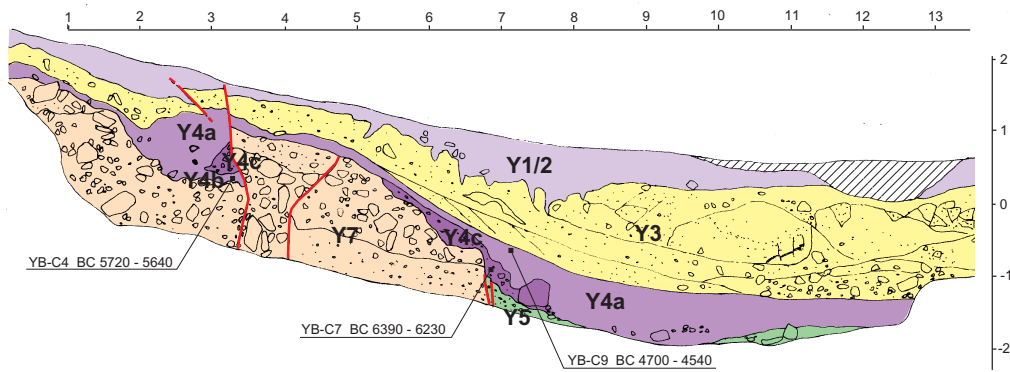 1 2 3 4 5 6 7 8 9 10 11 12 13
2
1
0
-1
-2
Y4a
Y4c
Y4b
Y1/2
Y7
Y4c
Y3
Y4a
Y5
YB-C4 BC 5720 - 5640
YB-C7 BC 6390 - 6230
YB-C9 BC 4700 - 4540